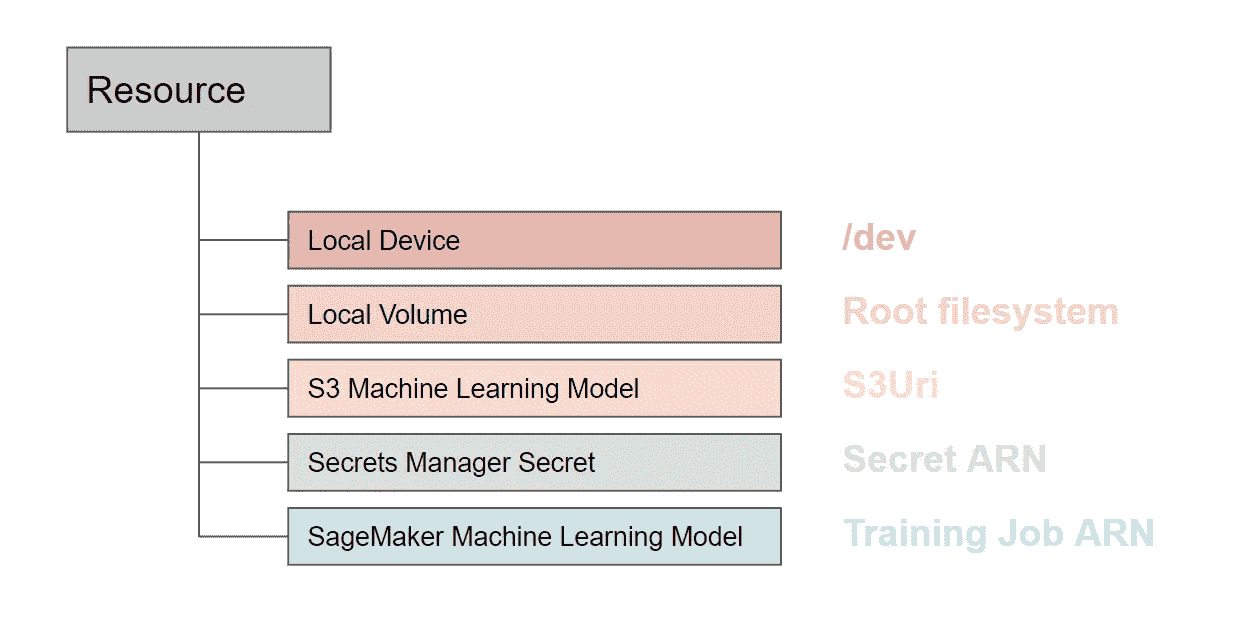 Resource
Local Device
/dev
Local Volume
Root filesystem
S3 Machine Learning Model
S3Uri
Secrets Manager Secret
Secret ARN
SageMaker Machine Learning Model
Training Job ARN